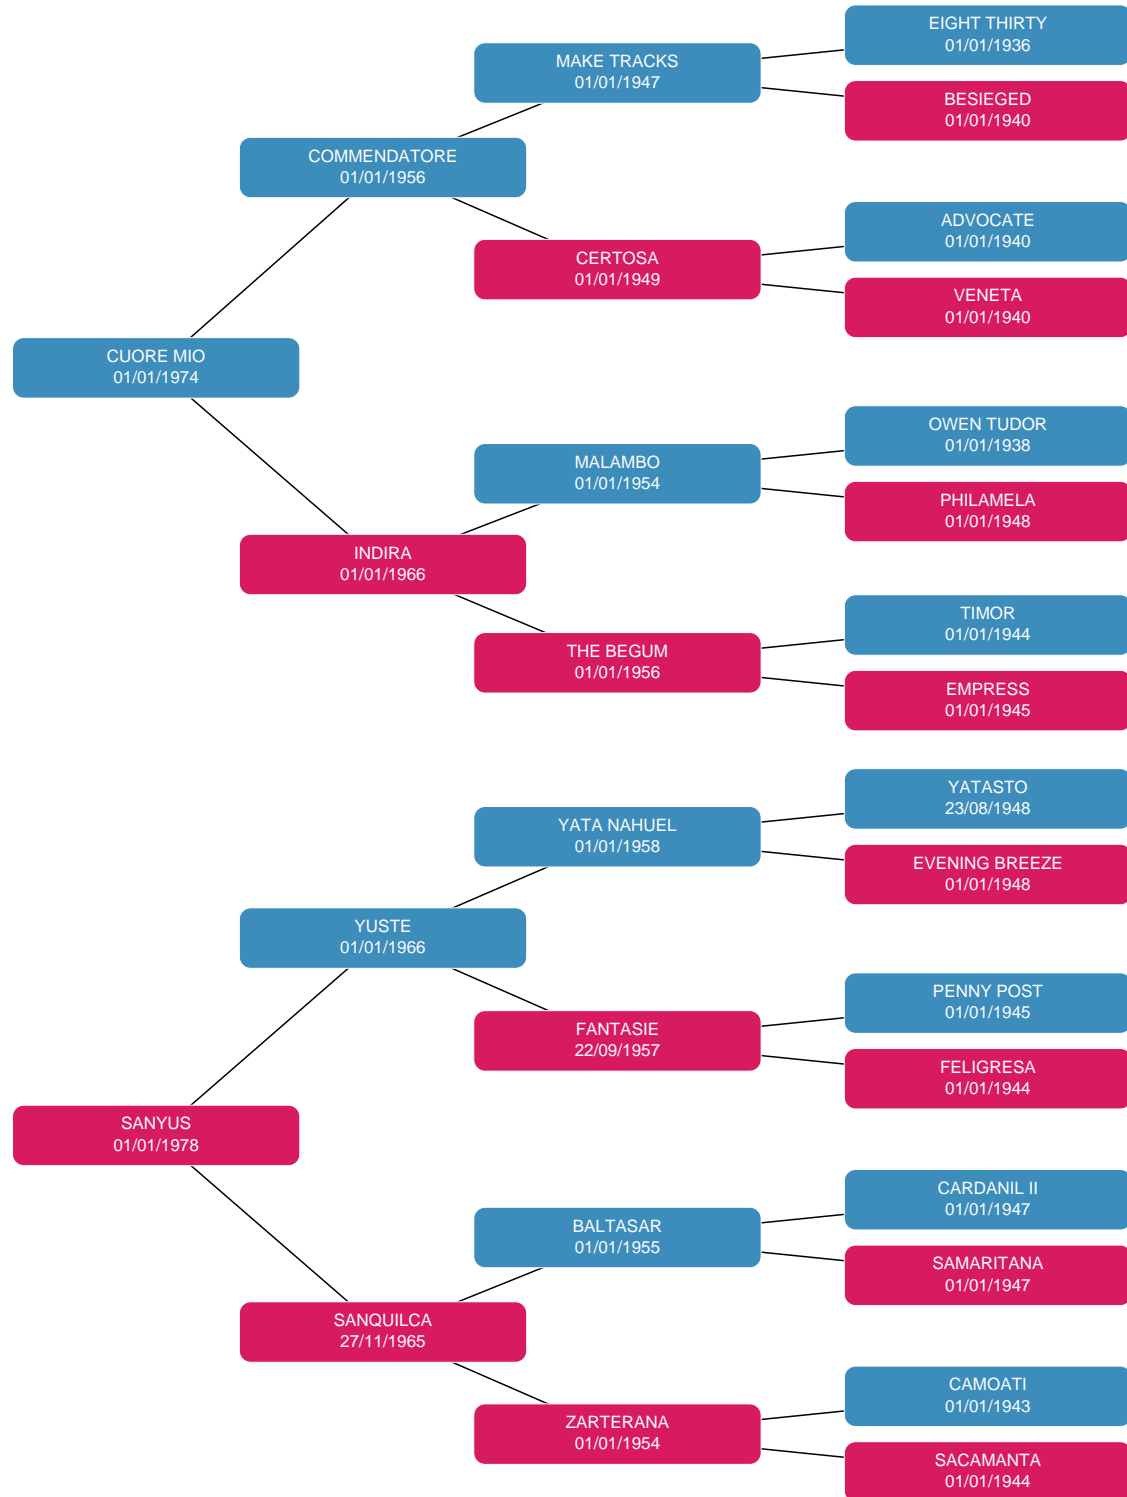 EIGHT THIRTY
01/01/1936
MAKE TRACKS
01/01/1947
BESIEGED
01/01/1940
COMMENDATORE
01/01/1956
ADVOCATE
01/01/1940
CERTOSA
01/01/1949
VENETA
01/01/1940
CUORE MIO
01/01/1974
OWEN TUDOR
01/01/1938
MALAMBO
01/01/1954
PHILAMELA
01/01/1948
INDIRA
01/01/1966
TIMOR
01/01/1944
THE BEGUM
01/01/1956
EMPRESS
01/01/1945
YATASTO
23/08/1948
YATA NAHUEL
01/01/1958
EVENING BREEZE
01/01/1948
YUSTE
01/01/1966
PENNY POST
01/01/1945
FANTASIE
22/09/1957
FELIGRESA
01/01/1944
SANYUS
01/01/1978
CARDANIL II
01/01/1947
BALTASAR
01/01/1955
SAMARITANA
01/01/1947
SANQUILCA
27/11/1965
CAMOATI
01/01/1943
ZARTERANA
01/01/1954
SACAMANTA
01/01/1944